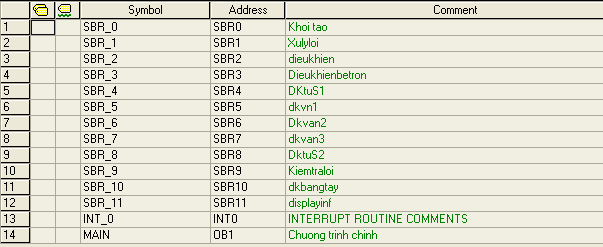 Symbol Address Comment
1 SBR_0 SBR0 Khoi tao
2 SBR_1 SBR1 Xulyloi
3 SBR_2 SBR2 dieukhien
4 SBR_3 SBR3 Dieukhienbetron
5 SBR_4 SBR4 DKtuS1
6 SBR_5 SBR5 dkvn1
7 SBR_6 SBR6 Dkvan2
8 SBR_7 SBR7 dkvan3
9 SBR_8 SBR8 DktuS2
10 SBR_9 SBR9 Kiemtraloi
11 SBR_10 SBR10 dkbangtay
12 SBR_11 SBR11 displayinf
13 INT_0 INT0 INTERRUPT ROUTINE COMMENTS
14 MAIN OB1 Chuong trinh chinh